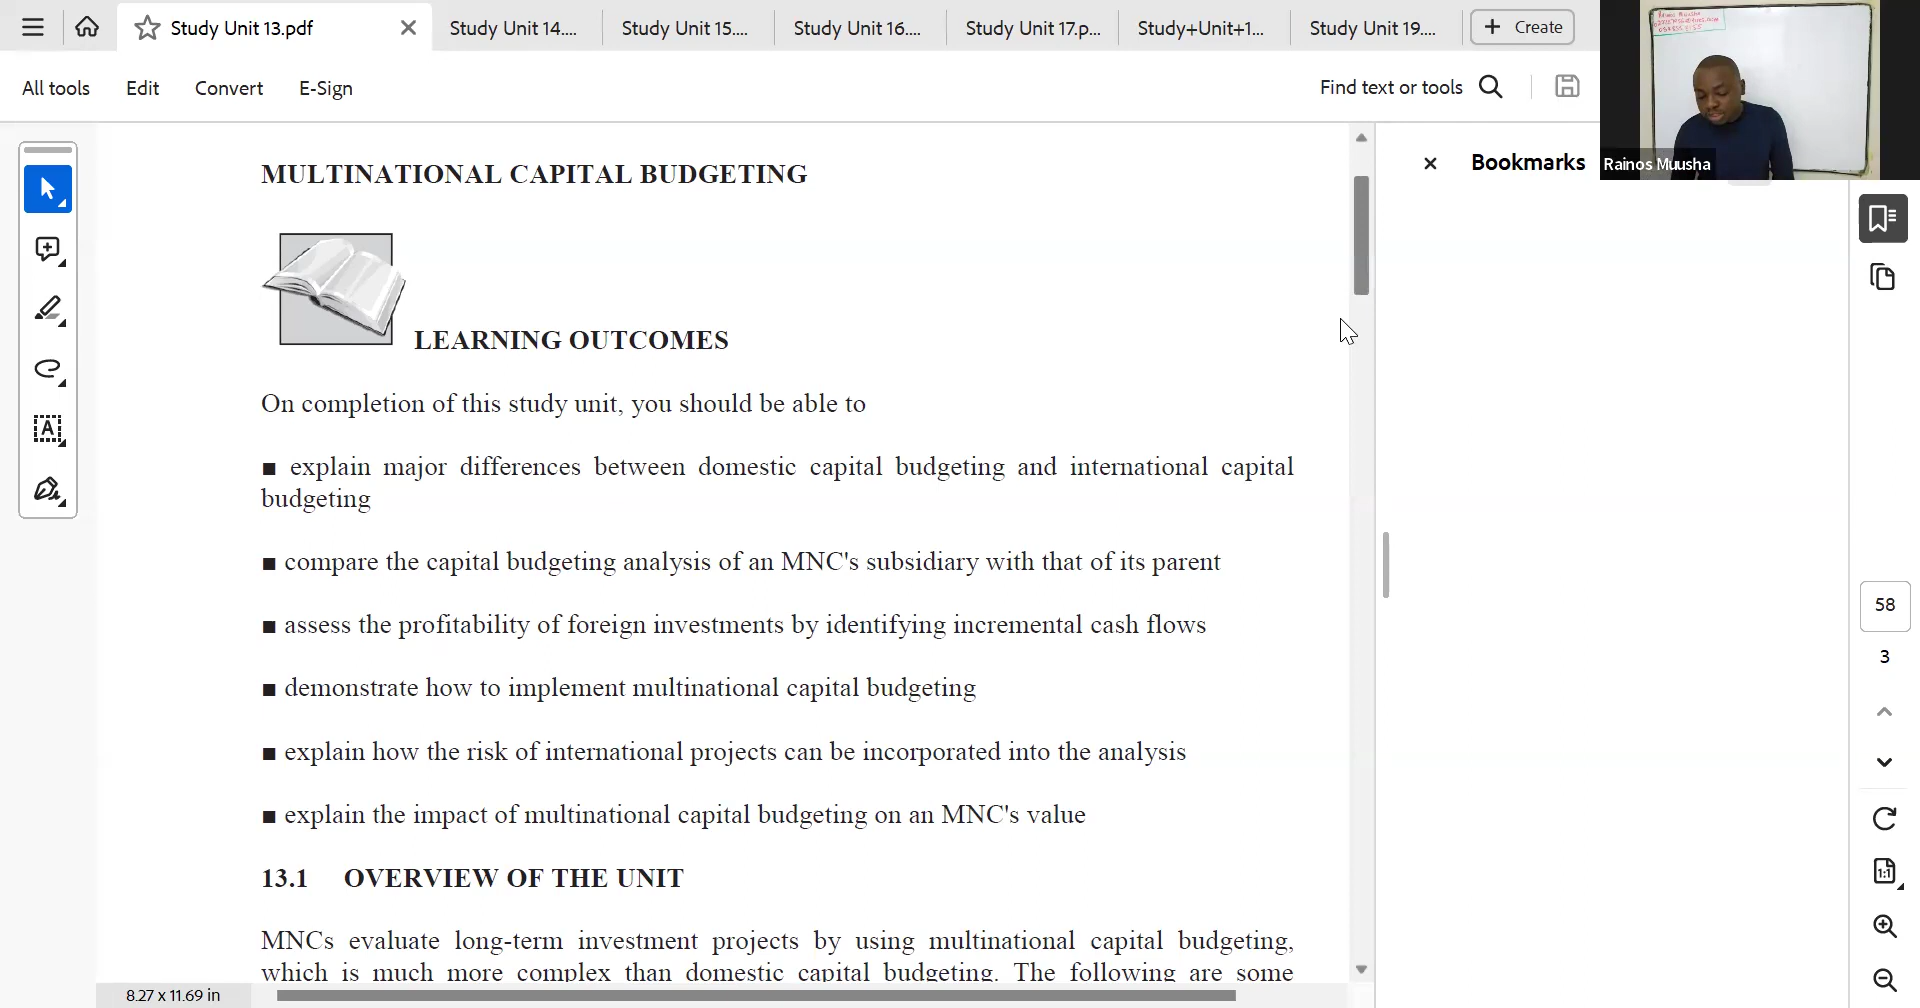 Study Unit 13.pdf
Study Unit 14....
Study Unit 15....
Study Unit 16....
Study Unit 17.p...
Study+Unit+1...
Study Unit 19....
Create
All tools
Edit
Convert
E-Sign
Find text or tools
Rainos Muusha
Bookmarks
MULTINATIONAL CAPITAL BUDGETING
LEARNING OUTCOMES
On completion of this study unit, you should be able to
■ explain major differences between domestic capital budgeting and international capital
budgeting
■ compare the capital budgeting analysis of an MNC's subsidiary with that of its parent
■ assess the profitability of foreign investments by identifying incremental cash flows
■ demonstrate how to implement multinational capital budgeting
■ explain how the risk of international projects can be incorporated into the analysis
■ explain the impact of multinational capital budgeting on an MNC's value
13.1 OVERVIEW OF THE UNIT
MNCs evaluate long-term investment projects by using multinational capital budgeting,
which is much more complex than domestic capital budgeting. The following are some
58
3
8.27 x 11.69 in